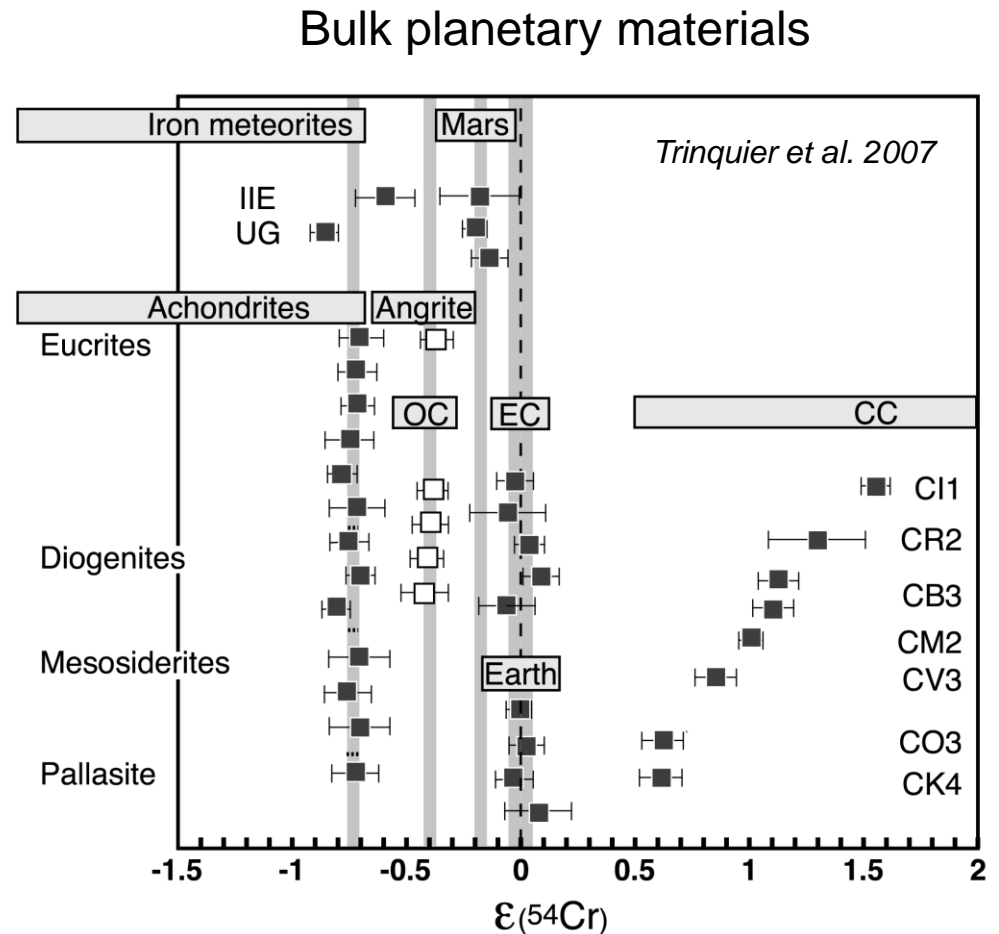 Bulk planetary materials
Iron meteorites
Mars
Trinquier et al. 2007
IIE
UG
Achondrites
Angrite
Eucrites
OC
EC
CC
CI1
CR2
Diogenites
CB3
CM2
Mesosiderites
Earth
CV3
CO3
Pallasite
CK4
-1.5 -1 -0.5 0 0.5 1 1.5 2
ε(54Cr)